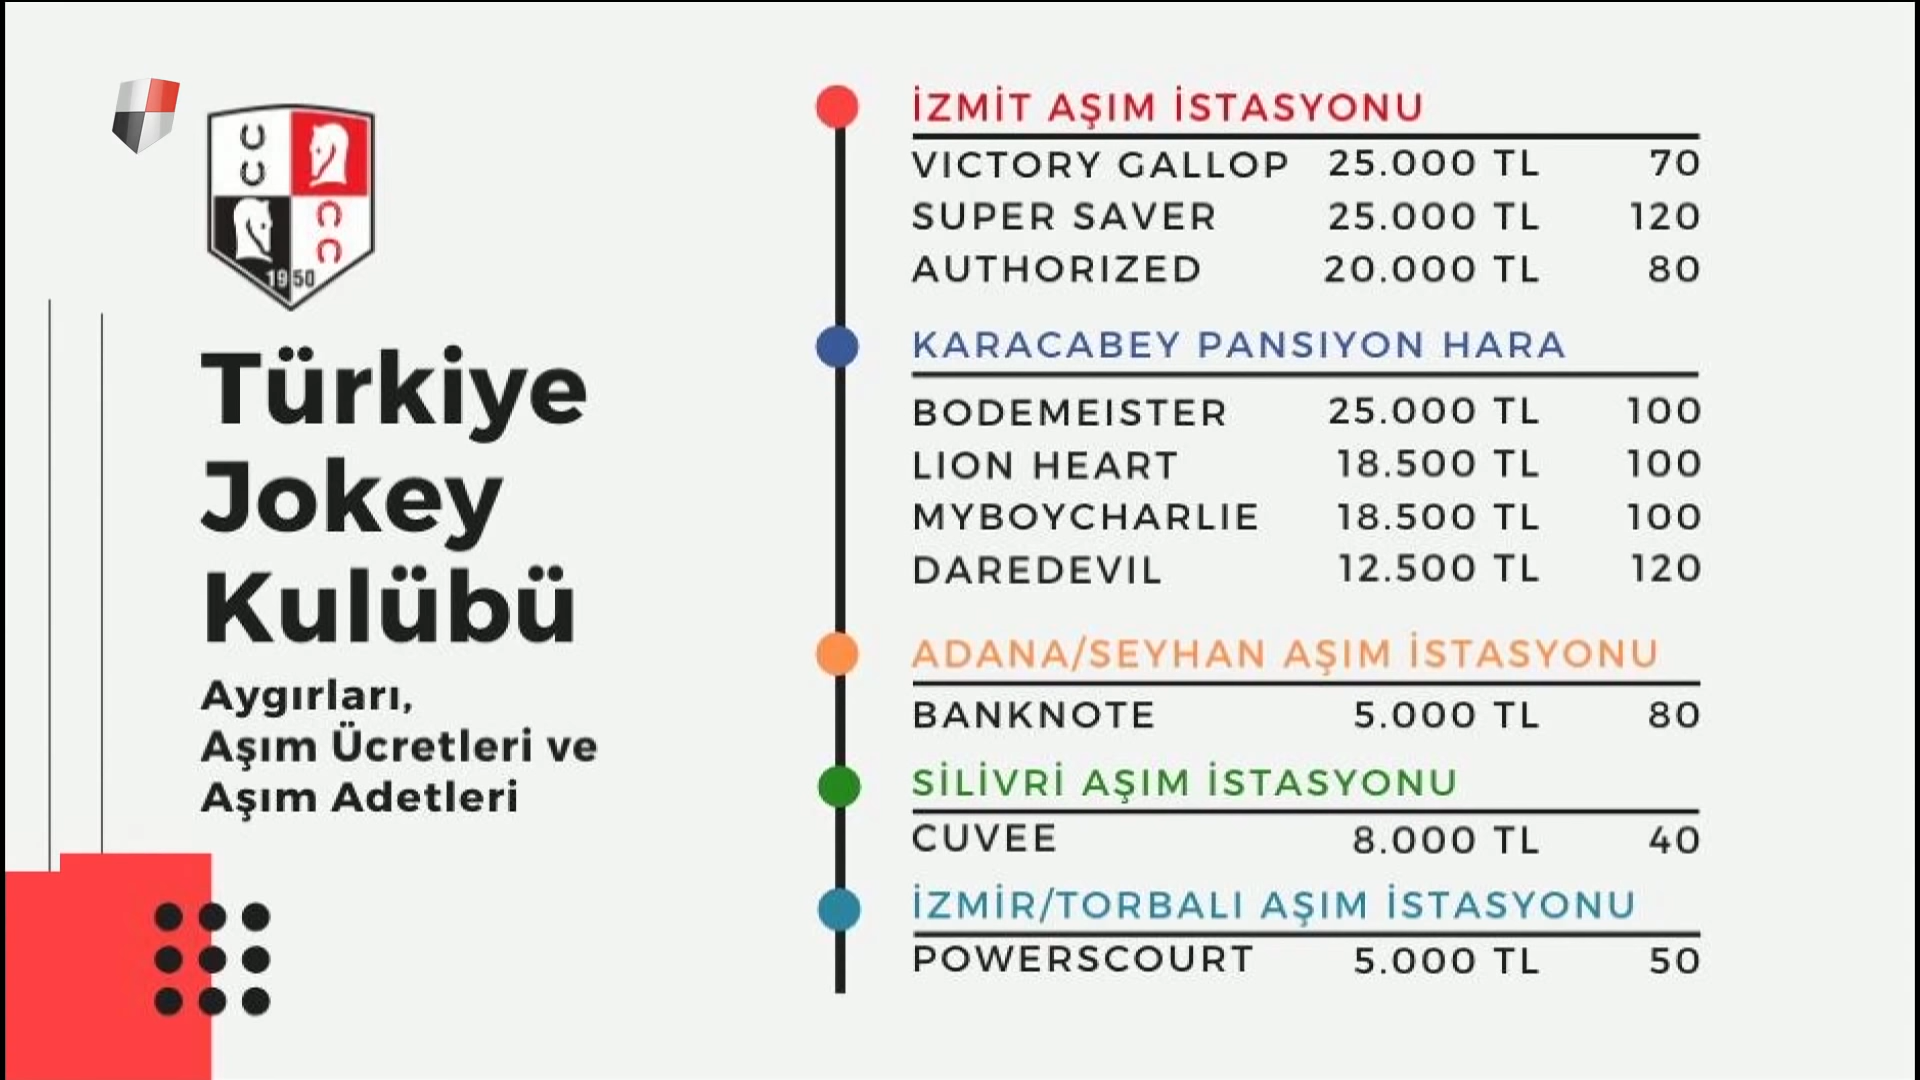 19 50
Türkiye
Jokey
Kulübü
Aygırları,
Aşım Ücretleri ve
Aşım Adetleri
İZMİT AŞIM İSTASYONU
VICTORY GALLOP 25.000 TL 70
SUPER SAVER 25.000 TL 120
AUTHORIZED 20.000 TL 80
KARACABEY PANSIYON HARA
BODEMEISTER 25.000 TL 100
LION HEART 18.500 TL 100
MYBOYCHARLIE 18.500 TL 100
DAREDEVIL 12.500 TL 120
ADANA/SEYHAN AŞIM İSTASYONU
BANKNOTE 5.000 TL 80
SİLİVRİ AŞIM İSTASYONU
CUVEE 8.000 TL 40
İZMİR/TORBALI AŞIM İSTASYONU
POWERSCOURT 5.000 TL 50